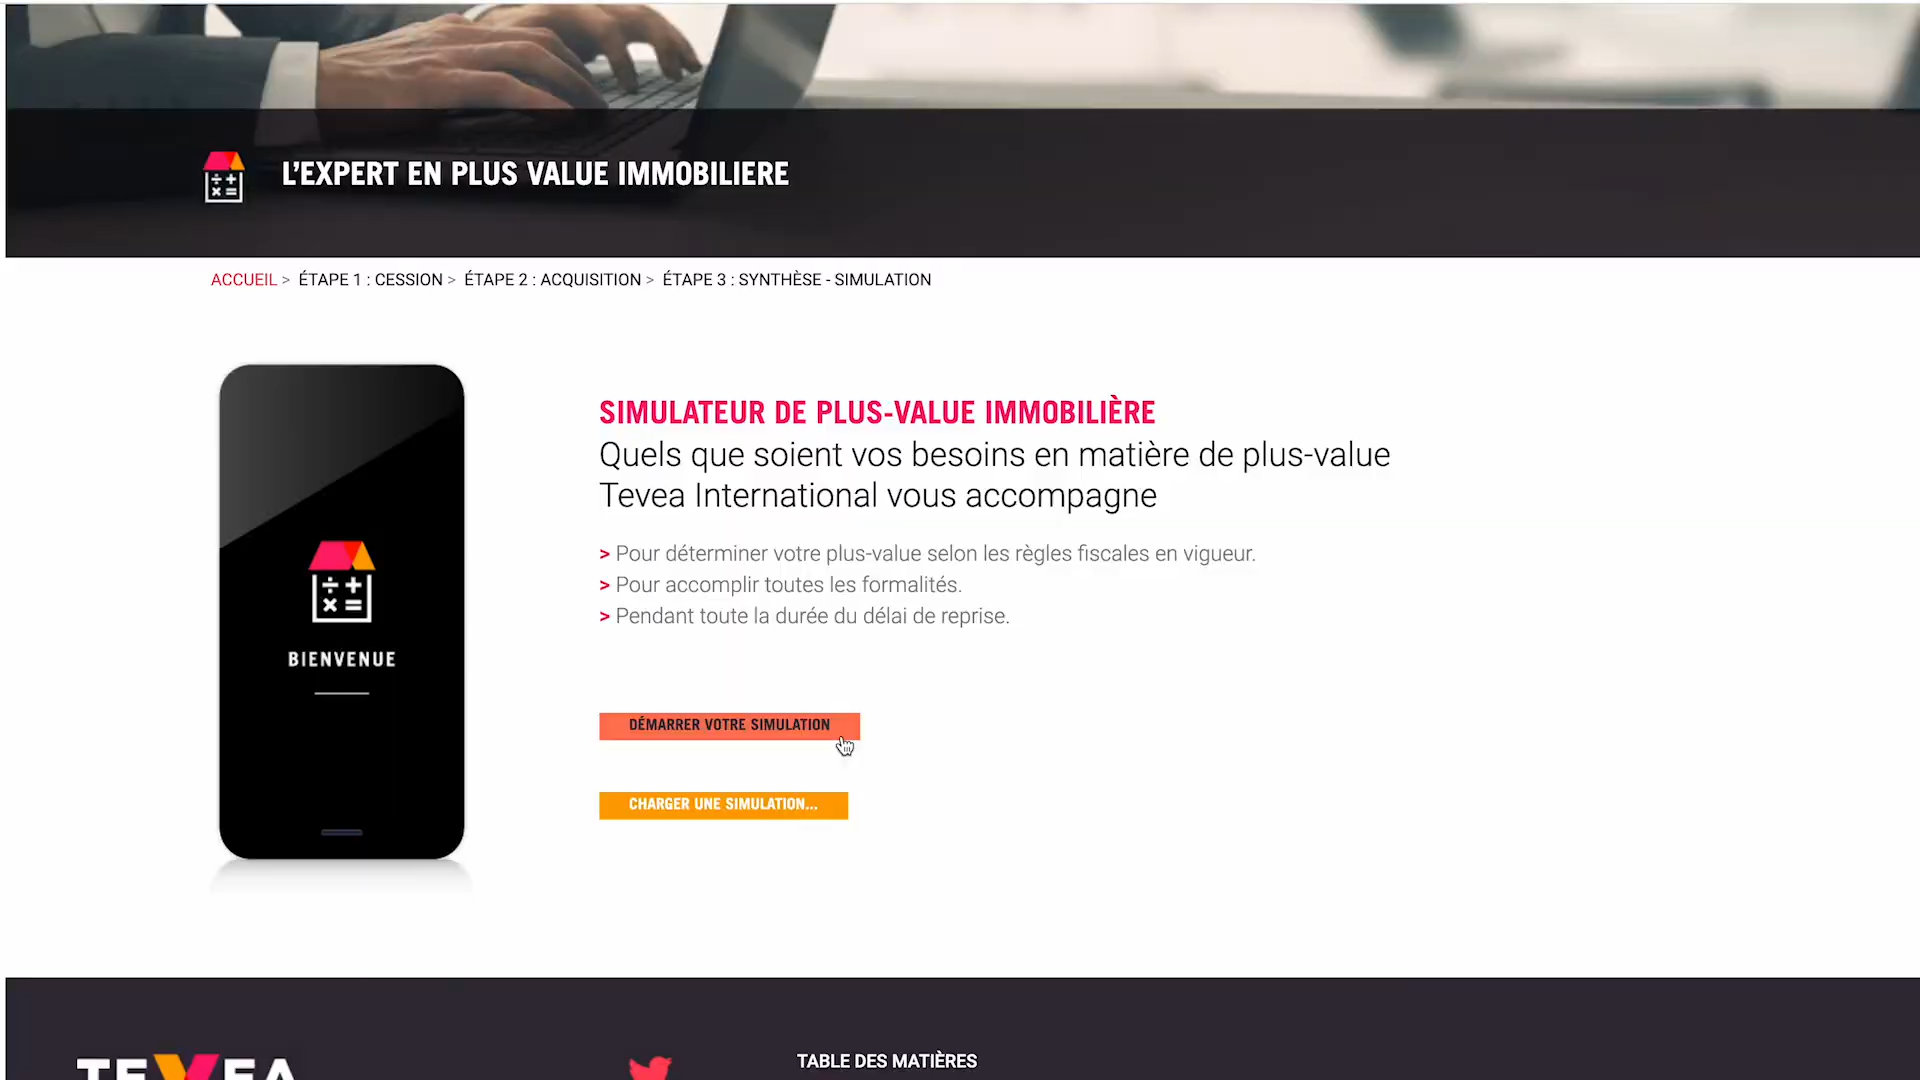 L'EXPERT EN PLUS VALUE IMMOBILIERE
ACCUEIL > ÉTAPE 1 : CESSION > ÉTAPE 2 : ACQUISITION > ÉTAPE 3 : SYNTHÈSE - SIMULATION
SIMULATEUR DE PLUS-VALUE IMMOBILIÈRE
Quels que soient vos besoins en matière de plus-value
Tevea International vous accompagne
> Pour déterminer votre plus-value selon les règles fiscales en vigueur.
> Pour accomplir toutes les formalités.
> Pendant toute la durée du délai de reprise.
BIENVENUE
DÉMARRER VOTRE SIMULATION
CHARGER UNE SIMULATION...
TEVEA
TABLE DES MATIÈRES